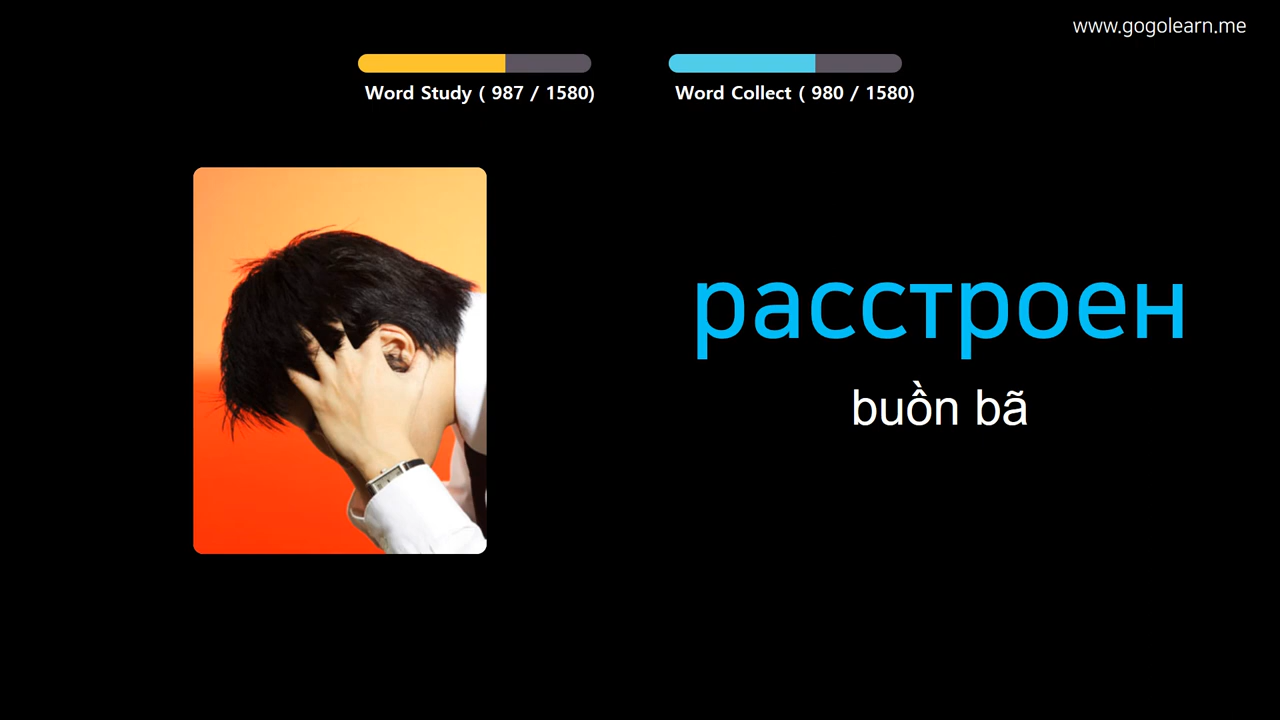 www.gogolearn.me
Word Study ( 987 / 1580)
Word Collect ( 980 / 1580)
расстроен
buồn bã